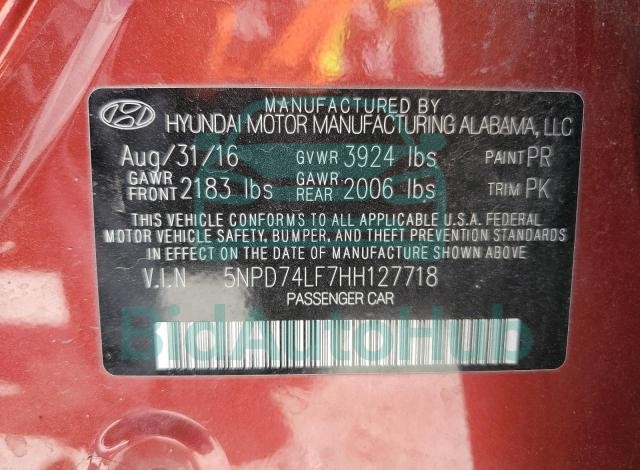 MANUFACTURED BY
HYUNDAI MOTOR MANUFACTURING ALABAMA, LLC
Aug/31/16 GVWR 3924 lbs PAINT PR
GAWR FRONT 2183 lbs GAWR REAR 2006 lbs TRIM PK
THIS VEHICLE CONFORMS TO ALL APPLICABLE U.S.A. FEDERAL
MOTOR VEHICLE SAFETY, BUMPER, AND THEFT PREVENTION STANDARDS
IN EFFECT ON THE DATE OF MANUFACTURE SHOWN ABOVE.
V.I.N 5NPD74LF7HH127718
PASSENGER CAR
BidAutoHub